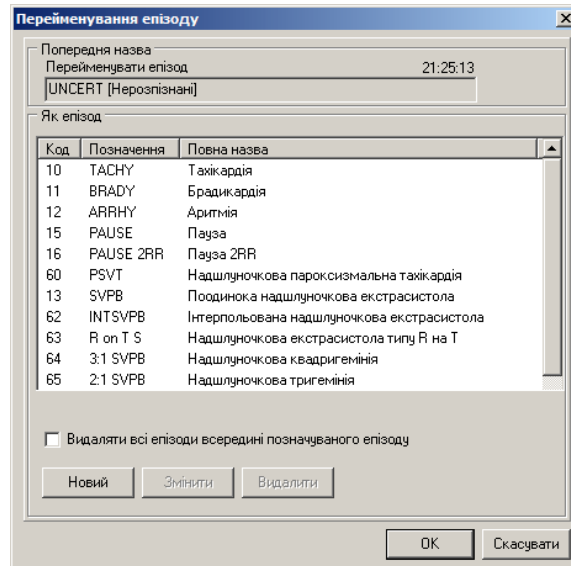 Перейменування епізоду
Попередня назва
Перейменувати епізод 21:25:13
UNCERT [Нерозпізнані]
Як епізод
Код Позначення Повна назва
10 TACHY Тахікардія
11 BRADY Брадикардія
12 ARRHY Аритмія
15 PAUSE Пауза
16 PAUSE 2RR Пауза 2RR
60 PSVT Надшлуночкова пароксизмальна тахікардія
13 SVPB Поодинока надшлуночкова екстрасистола
62 INTSVPB Інтерпольована надшлуночкова екстрасистола
63 R on T S Надшлуночкова екстрасистола типу R на T
64 3:1 SVPB Надшлуночкова квадригемінія
65 2:1 SVPB Надшлуночкова тригемінія
Видаляти всі епізоди всередині позначуваного епізоду
Новий Змінити Видалити
OK Скасувати